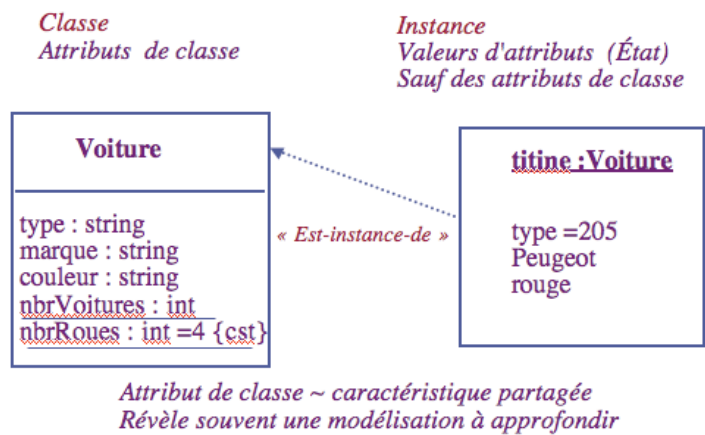 Classe
Attributs de classe
Instance
Valeurs d'attributs (État)
Sauf des attributs de classe
Voiture
type : string
marque : string
couleur : string
nbrVoitures : int
nbrRoues : int =4 {cst}
« Est-instance-de »
titine :Voiture
type =205
Peugeot
rouge
Attribut de classe ~ caractéristique partagée
Révèle souvent une modélisation à approfondir